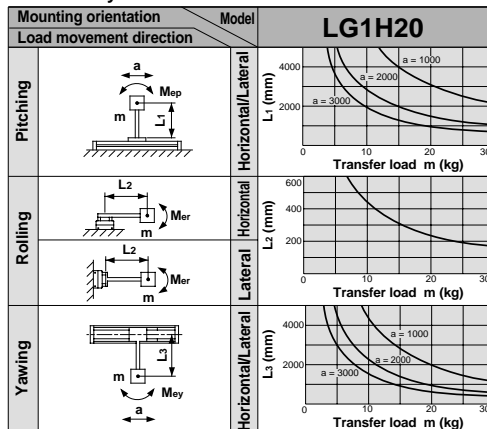 Mounting orientation
Model
Load movement direction
LG1H20
Pitching
a
Mep
m
L1
Horizontal/Lateral
L1 (mm)
4000
2000
a = 1000
a = 2000
a = 3000
0
10
20
30
Transfer load m (kg)
Rolling
L2
Mer
m
Horizontal
L2
Mer
m
Lateral
L2 (mm)
600
400
200
0
10
20
30
Transfer load m (kg)
Yawing
L3
m
Mey
a
Horizontal/Lateral
L3 (mm)
4000
2000
a = 1000
a = 2000
a = 3000
0
10
20
30
Transfer load m (kg)